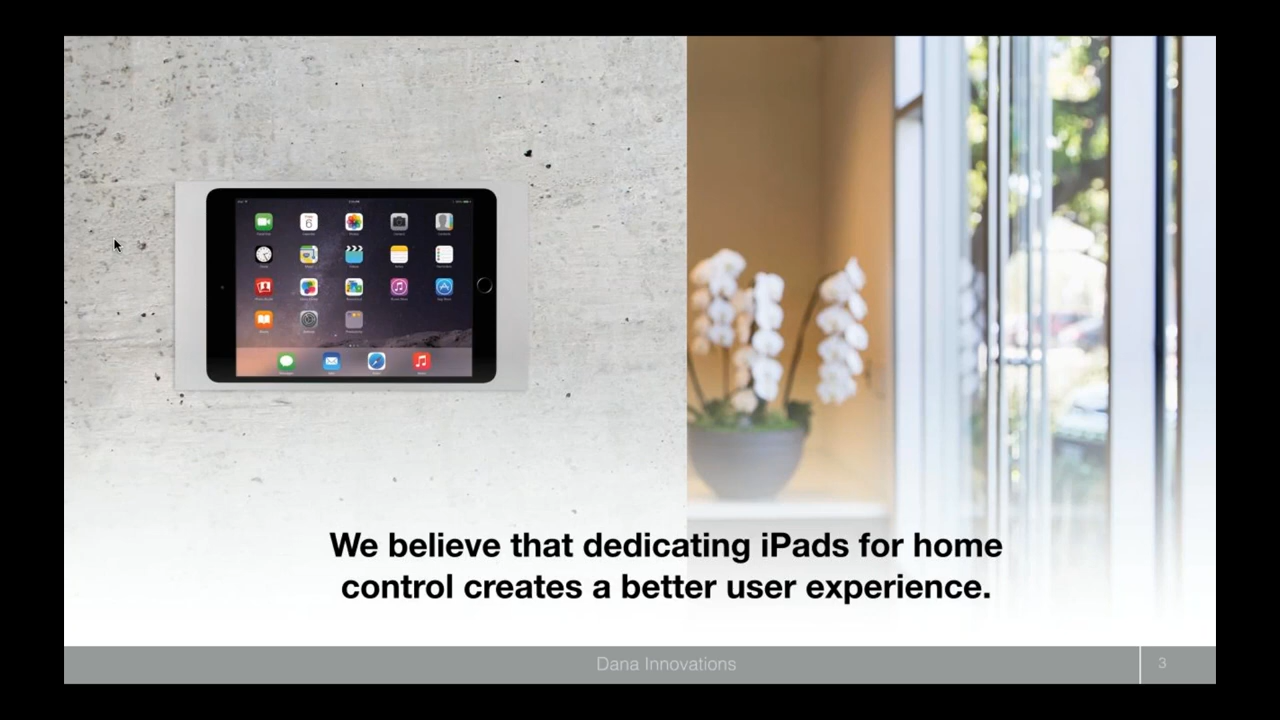 We believe that dedicating iPads for home
control creates a better user experience.
Dana Innovations
3